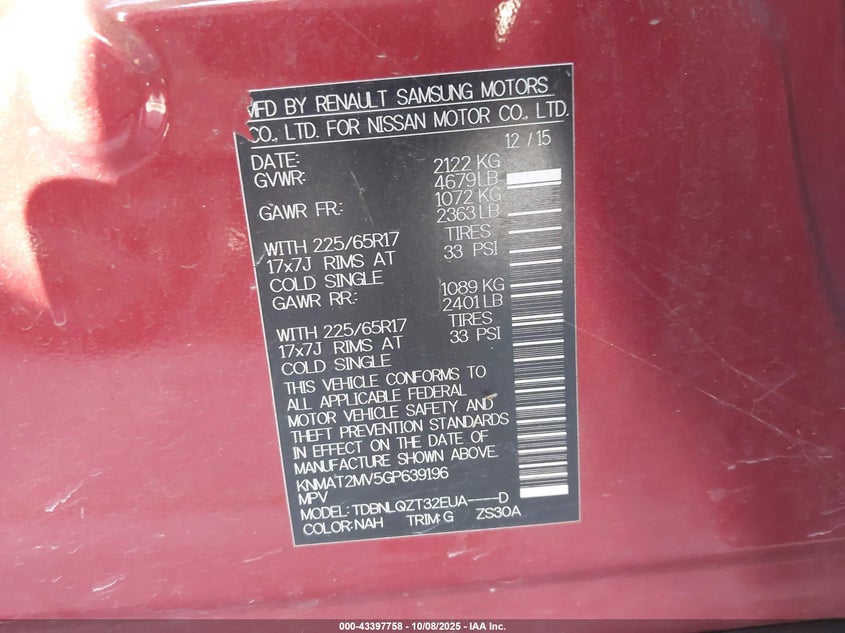 MFD BY RENAULT SAMSUNG MOTORS
CO., LTD. FOR NISSAN MOTOR CO., LTD.
DATE: 12 / 15
GVWR: 2122 KG
4679 LB
GAWR FR: 1072 KG
2363 LB
WITH 225/65R17 TIRES
17x7J RIMS AT 33 PSI
COLD SINGLE
GAWR RR: 1089 KG
2401 LB
WITH 225/65R17 TIRES
17x7J RIMS AT 33 PSI
COLD SINGLE
THIS VEHICLE CONFORMS TO
ALL APPLICABLE FEDERAL
MOTOR VEHICLE SAFETY AND
THEFT PREVENTION STANDARDS
IN EFFECT ON THE DATE OF
MANUFACTURE SHOWN ABOVE.
KNMAT2MV5GP639196
MPV
MODEL: TDBNLQZT32EUA----D
COLOR: NAH TRIM: G ZS30A
000-43397758 - 10/08/2025 - IAA Inc.